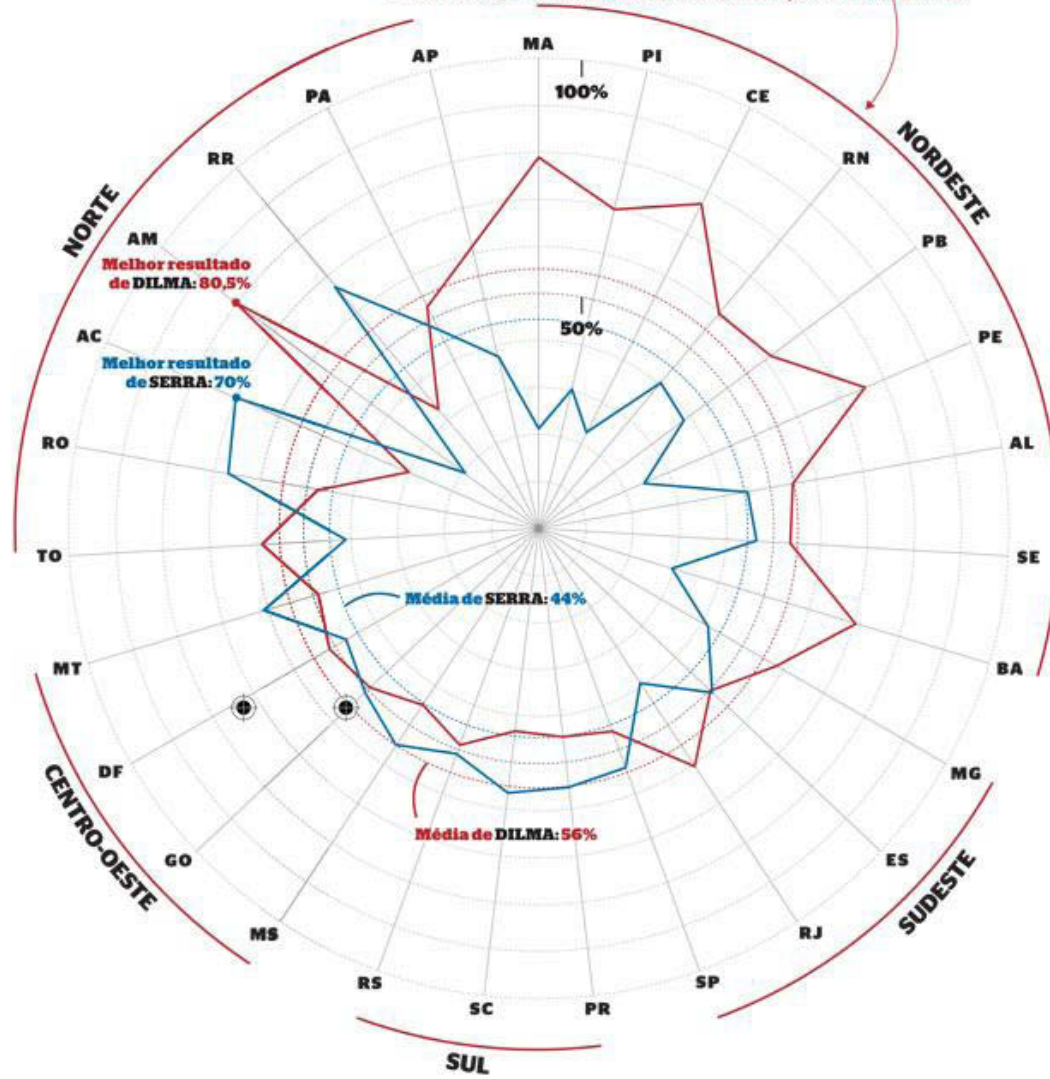 MA
PI
CE
RN
PB
PE
AL
SE
BA
MG
ES
RJ
SP
PR
SC
RS
MS
GO
DF
MT
TO
RO
AC
AM
RR
PA
AP
100%
50%
NORDESTE
SUDESTE
SUL
CENTRO-OESTE
NORTE
Melhor resultado
de DILMA: 80,5%
Melhor resultado
de SERRA: 70%
Média de SERRA: 44%
Média de DILMA: 56%